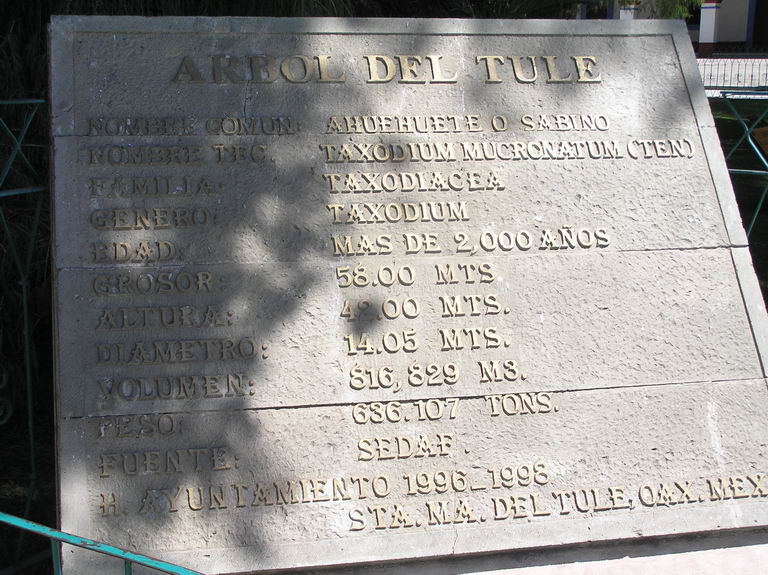 ARBOL DEL TULE
NOMBRE COMUN: AHUEHUETE O SABINO
NOMBRE TEC. TAXODIUM MUCRONATUM (TEN)
FAMILIA: TAXODIACEA
GENERO: TAXODIUM
EDAD: MAS DE 2,000 AÑOS
GROSOR: 58.00 MTS
ALTURA: 42.00 MTS.
DIAMETRO: 14.05 MTS.
VOLUMEN: 816,829 M3.
PESO: 636.107 TONS.
FUENTE: SEDAF.
H. AYUNTAMIENTO 1996-1998
STA. MA. DEL TULE, OAX. MEX